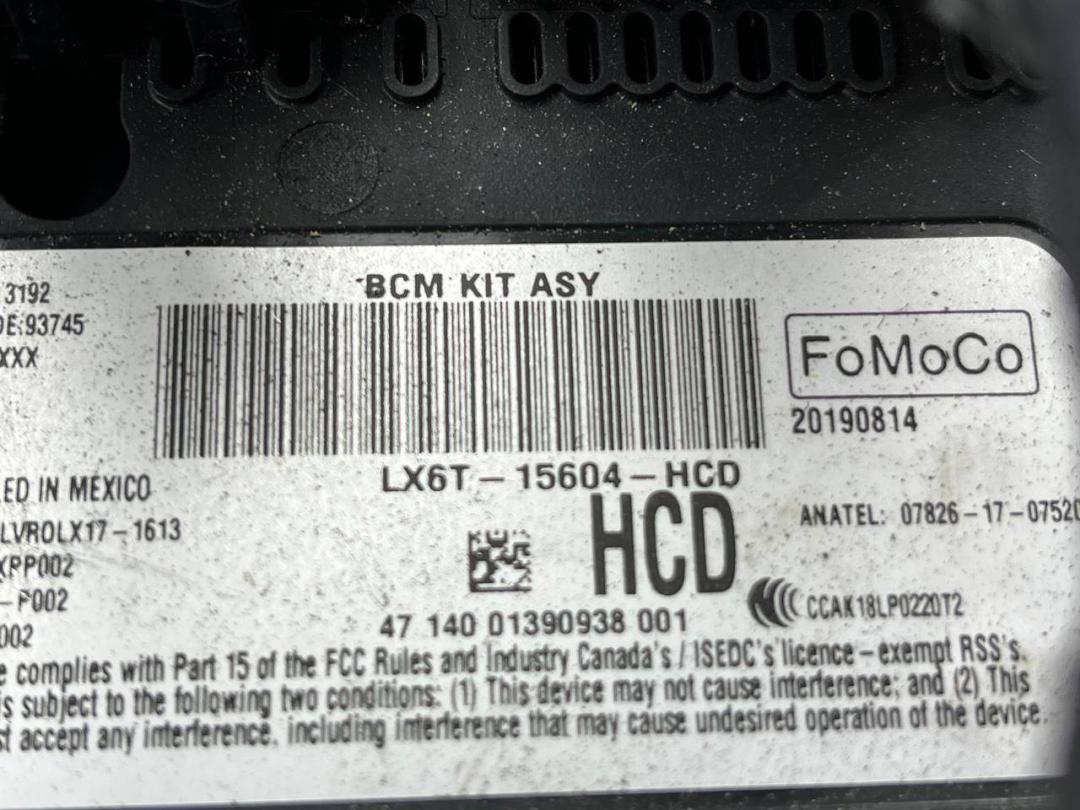 BCM KIT ASY
3192
DE:93745
XXX
FoMoCo
20190814
LX6T-15604-HCD
HCD
ED IN MEXICO
LVROLX17-1613
ANATEL: 07826-17-07520
XRP002
-P002
CCAK18LP0220T2
002
47 140 01390938 001
e complies with Part 15 of the FCC Rules and Industry Canada's / ISEDC's licence-exempt RSS's.
is subject to the following two conditions: (1) This device may not cause interference; and (2) This
st accept any interference, including interference that may cause undesired operation of the device.